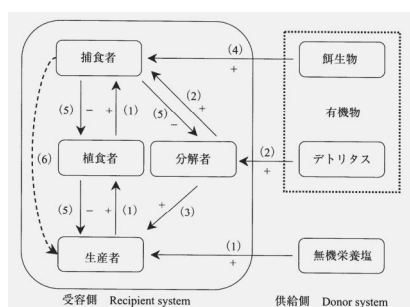 捕食者
(4)
+
餌生物
(5)
−
+
(1)
(2)
+
(5)
−
有機物
(6)
植食者
分解者
(2)
+
デトリタス
(5)
−
+
(1)
+
(3)
生産者
(1)
+
無機栄養塩
受容側 Recipient system
供給側 Donor system